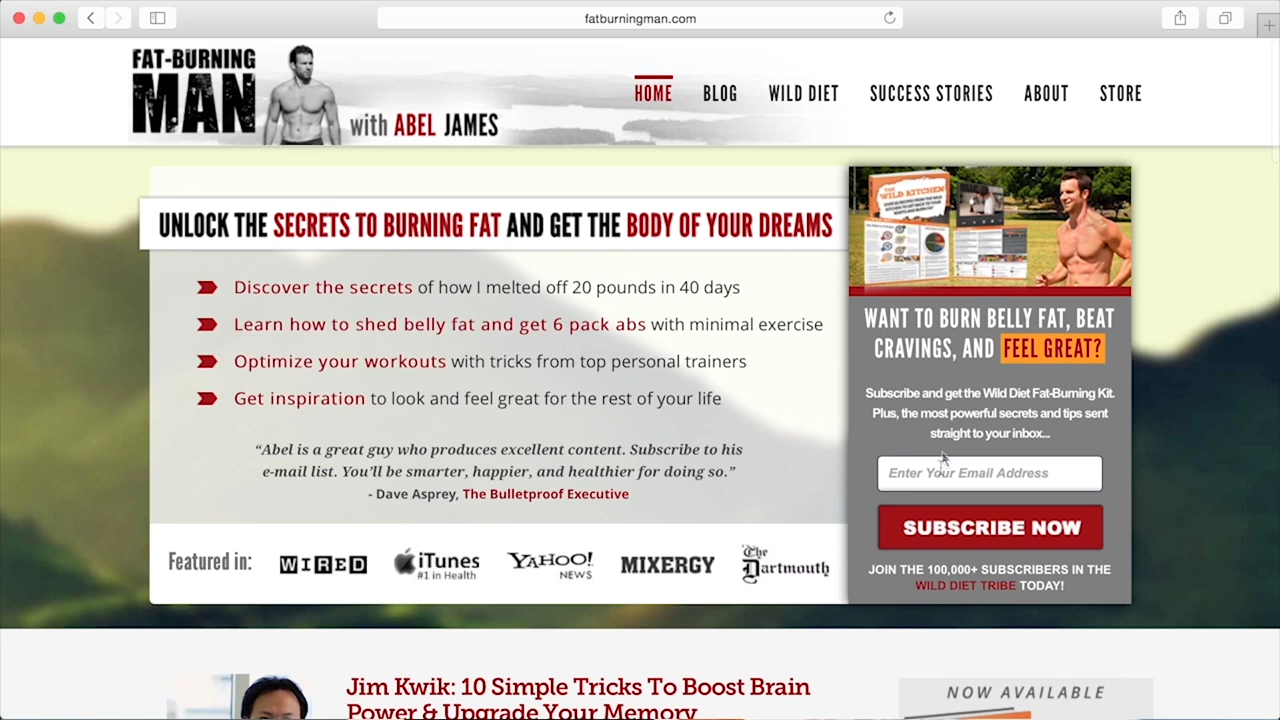 fatburningman.com
FAT-BURNING
MAN
with ABEL JAMES
HOME BLOG WILD DIET SUCCESS STORIES ABOUT STORE
UNLOCK THE SECRETS TO BURNING FAT AND GET THE BODY OF YOUR DREAMS
Discover the secrets of how I melted off 20 pounds in 40 days
Learn how to shed belly fat and get 6 pack abs with minimal exercise
Optimize your workouts with tricks from top personal trainers
Get inspiration to look and feel great for the rest of your life
“Abel is a great guy who produces excellent content. Subscribe to his
e-mail list. You’ll be smarter, happier, and healthier for doing so.”
- Dave Asprey, The Bulletproof Executive
Featured in: WIRED iTunes #1 in Health YAHOO! NEWS MIXERGY The Dartmouth
THE WILD KITCHEN
WANT TO BURN BELLY FAT, BEAT
CRAVINGS, AND FEEL GREAT?
Subscribe and get the Wild Diet Fat-Burning Kit.
Plus, the most powerful secrets and tips sent
straight to your inbox...
Enter Your Email Address
SUBSCRIBE NOW
JOIN THE 100,000+ SUBSCRIBERS IN THE
WILD DIET TRIBE TODAY!
Jim Kwik: 10 Simple Tricks To Boost Brain
Power & Upgrade Your Memory
NOW AVAILABLE